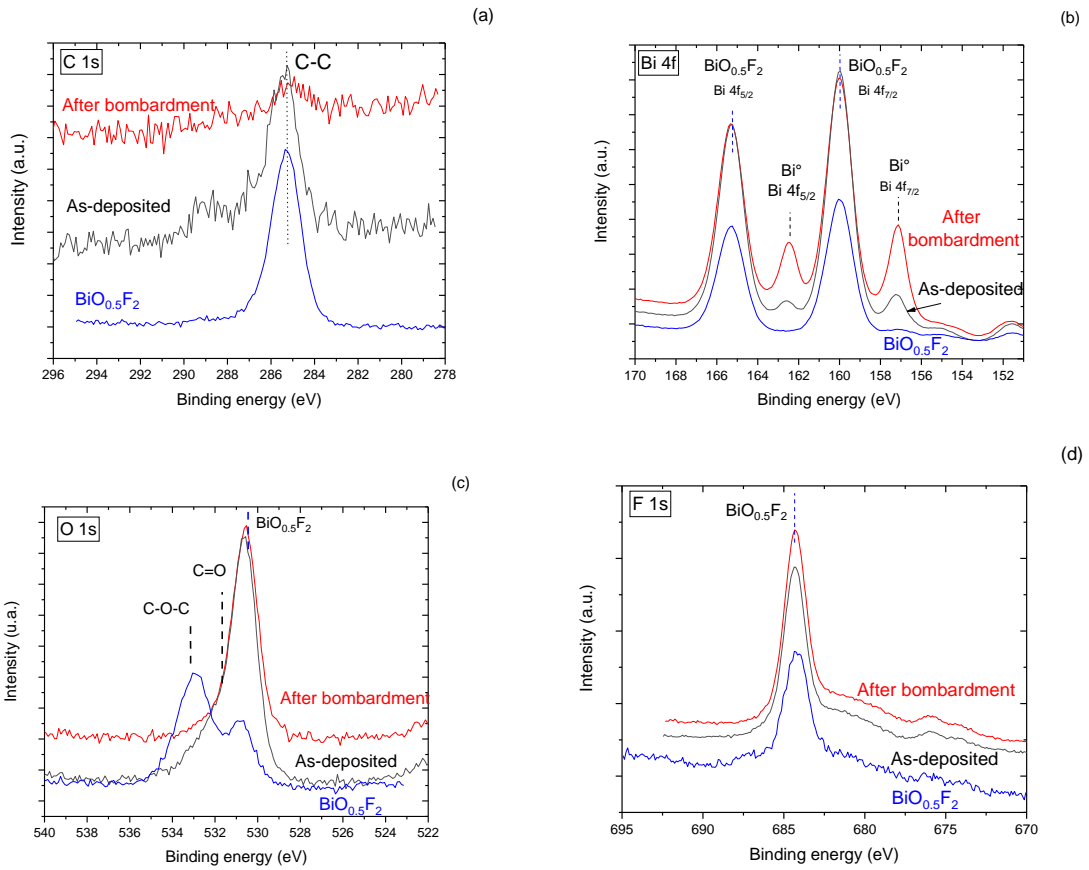 (a)
C 1s
C-C
After bombardment
As-deposited
BiO0.5F2
Intensity (a.u.)
296 294 292 290 288 286 284 282 280 278
Binding energy (eV)
(b)
Bi 4f
BiO0.5F2
Bi 4f5/2
BiO0.5F2
Bi 4f7/2
Bi°
Bi 4f5/2
Bi°
Bi 4f7/2
After
bombardment
As-deposited
BiO0.5F2
Intensity (a.u.)
170 168 166 164 162 160 158 156 154 152
Binding energy (eV)
(c)
O 1s
BiO0.5F2
C=O
C-O-C
After bombardment
As-deposited
BiO0.5F2
Intensity (u.a.)
540 538 536 534 532 530 528 526 524 522
Binding energy (eV)
(d)
F 1s
BiO0.5F2
After bombardment
As-deposited
BiO0.5F2
Intensity (a.u.)
695 690 685 680 675 670
Binding energy (eV)